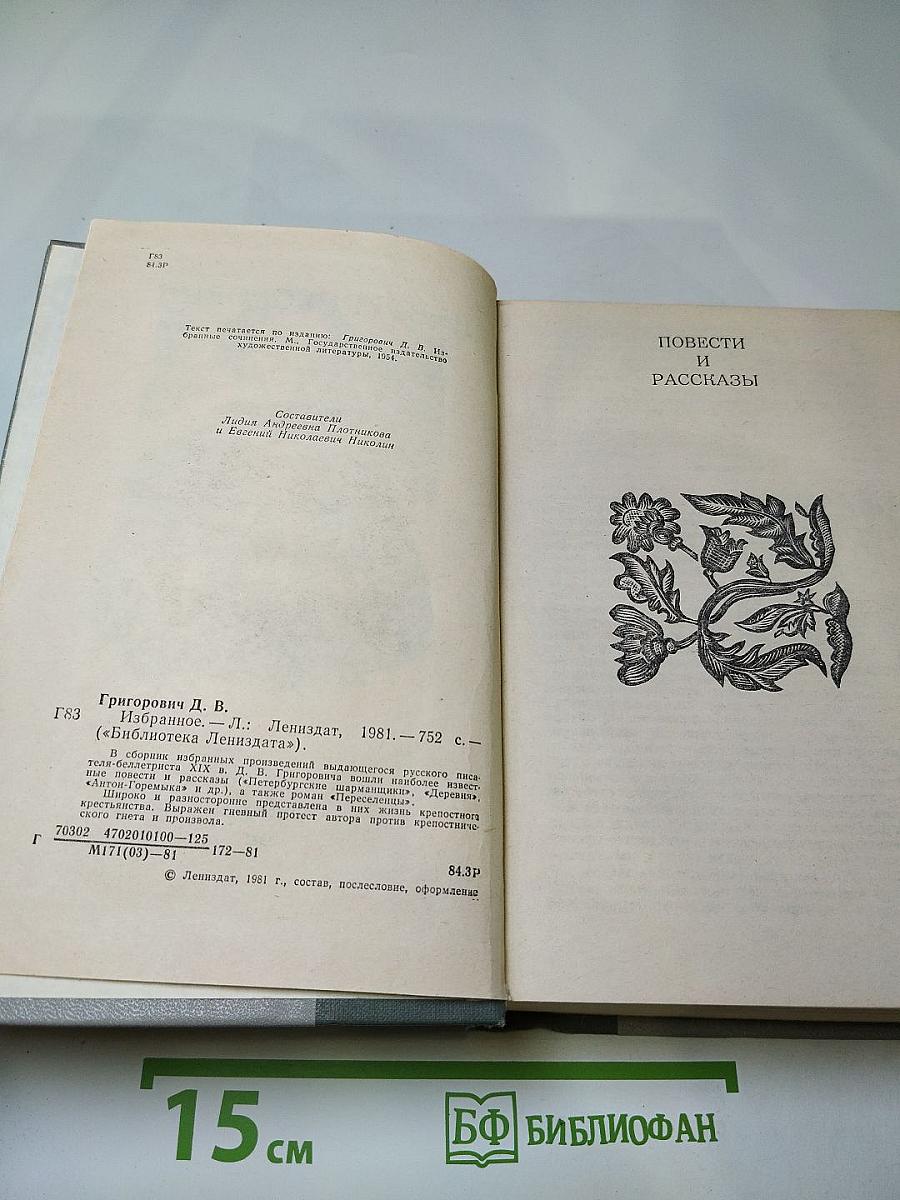 Г83
84.3Р
Текст печатается по изданию: Григорович Д. В. Из-
бранные сочинения. М., Государственное издательство
художественной литературы, 1954.
Составители
Лидия Андреевна Плотникова
и Евгений Николаевич Николин
Григорович Д. В.
Г83 Избранное. — Л.: Лениздат, 1981. — 752 с. —
(«Библиотека Лениздата»).
В сборник избранных произведений выдающегося русского писа-
теля-беллетриста XIX в. Д. В. Григоровича вошли наиболее извест-
ные повести и рассказы («Петербургские шарманщики», «Деревня»,
«Антон-Горемыка» и др.), а также роман «Переселенцы».
Широко и разносторонне представлена в них жизнь крепостного
крестьянства. Выражен гневный протест автора против крепостниче-
ского гнета и произвола.
70302 4702010100—125
Г М171(03)—81 172—81
84.3Р
© Лениздат, 1981 г., состав, послесловие, оформление
ПОВЕСТИ
И
РАССКАЗЫ
15 см
БФ БИБЛИОФАН